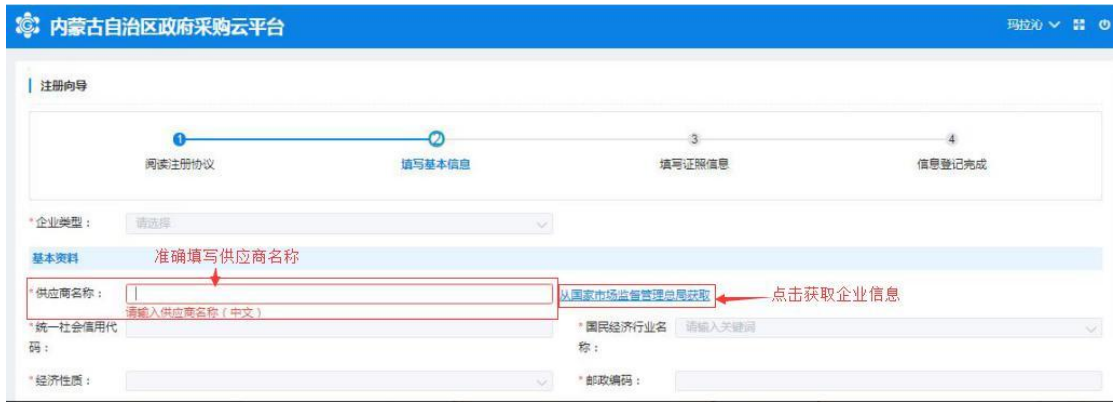 内蒙古自治区政府采购云平台
玛拉沁
注册向导
1
2
3
4
阅读注册协议
填写基本信息
填写证照信息
信息登记完成
*企业类型：
请选择
基本资料
准确填写供应商名称
*供应商名称：
从国家市场监督管理总局获取
点击获取企业信息
请输入供应商名称（中文）
*统一社会信用代
码：
*国民经济行业名
称：
请输入关键词
*经济性质：
*邮政编码：